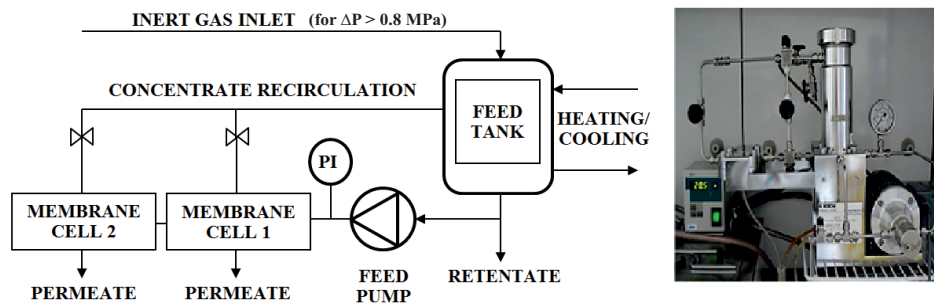 INERT GAS INLET (for ΔP > 0.8 MPa)
CONCENTRATE RECIRCULATION
FEED
TANK
HEATING/
COOLING
PI
MEMBRANE
CELL 2
MEMBRANE
CELL 1
PERMEATE
PERMEATE
FEED
PUMP
RETENTATE
205